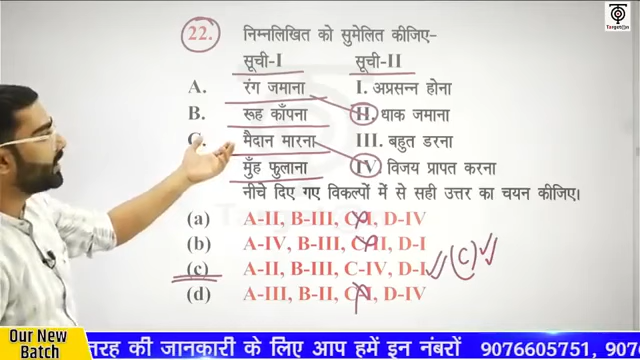 22. निम्नलिखित को सुमेलित कीजिए-
सूची-I सूची-II
A. रंग जमाना I. अप्रसन्न होना
B. रूह काँपना II. धाक जमाना
C. मैदान मारना III. बहुत डरना
मुँह फुलाना IV. विजय प्रापत करना
नीचे दिए गए विकल्पों में से सही उत्तर का चयन कीजिए।
(a) A-II, B-III, C-I, D-IV
(b) A-IV, B-III, C-II, D-I
(c) A-II, B-III, C-IV, D-I (C)
(d) A-III, B-II, C-I, D-IV
Our New Batch
तरह की जानकारी के लिए आप हमें इन नंबरों 9076605751, 907
TargetOn